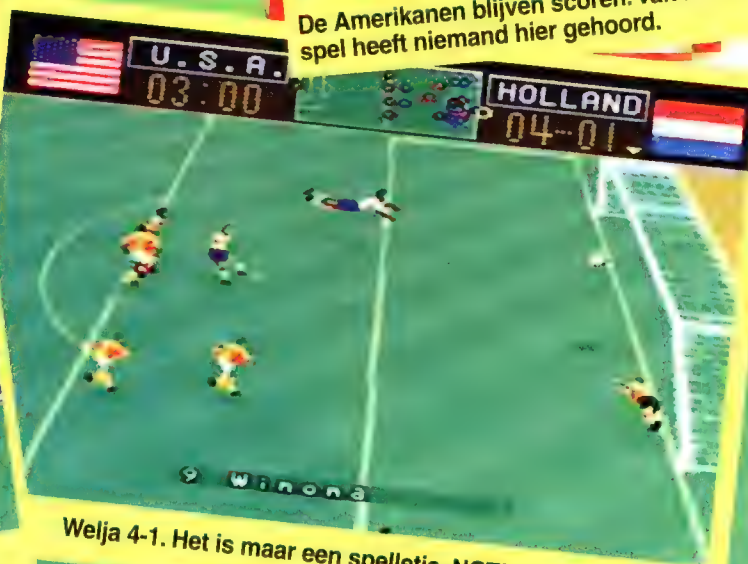 De Amerikanen blijven scoren.
spel heeft niemand hier gehoord.
U.S.A. HOLLAND
03:00 04-01
9 Winona
Welja 4-1. Het is maar een spelletje.